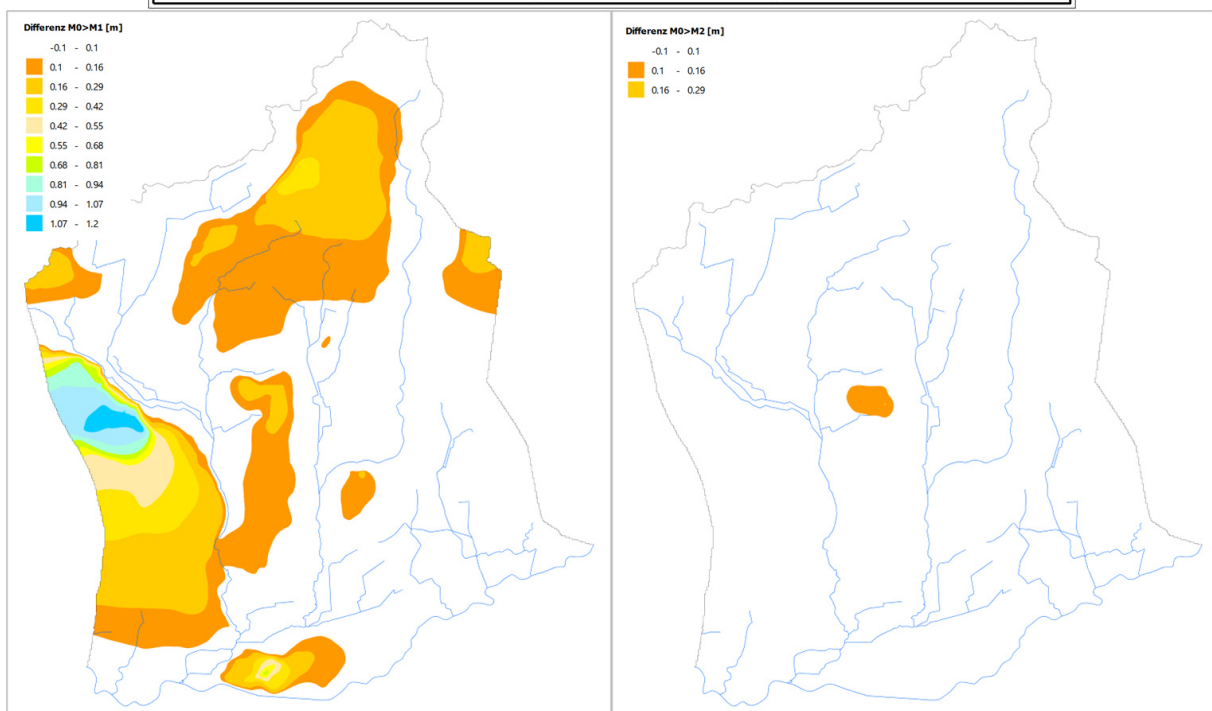 Differenz M0>M1 [m]
-0.1 - 0.1
0.1 - 0.16
0.16 - 0.29
0.29 - 0.42
0.42 - 0.55
0.55 - 0.68
0.68 - 0.81
0.81 - 0.94
0.94 - 1.07
1.07 - 1.2
Differenz M0>M2 [m]
-0.1 - 0.1
0.1 - 0.16
0.16 - 0.29